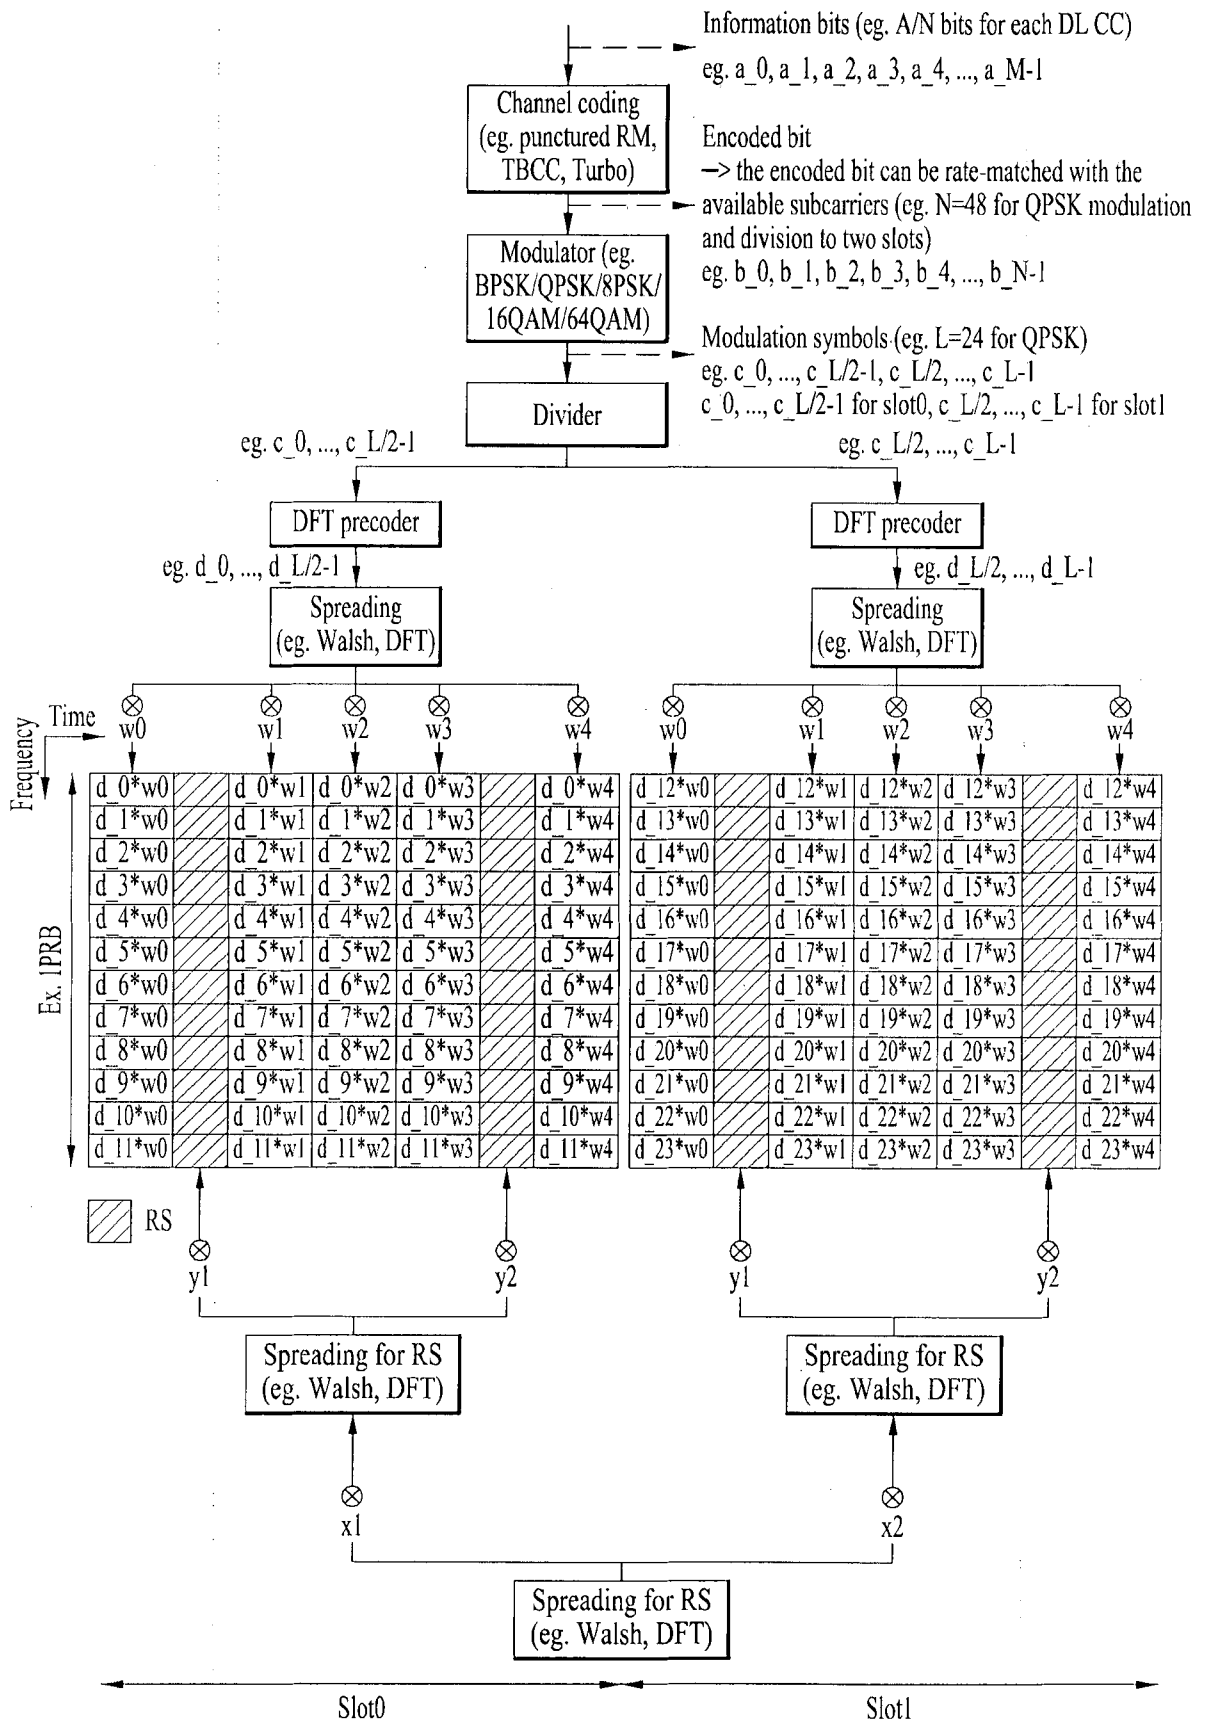 Information bits (eg. A/N bits for each DL CC)
eg. a_0, a_1, a_2, a_3, a_4, ..., a_M-1
Channel coding
(eg. punctured RM,
TBCC, Turbo)
Encoded bit
–> the encoded bit can be rate-matched with the
available subcarriers (eg. N=48 for QPSK modulation
and division to two slots)
eg. b_0, b_1, b_2, b_3, b_4, ..., b_N-1
Modulator (eg.
BPSK/QPSK/8PSK/
16QAM/64QAM)
Modulation symbols (eg. L=24 for QPSK)
eg. c_0, ..., c_L/2-1, c_L/2, ..., c_L-1
c_0, ..., c_L/2-1 for slot0, c_L/2, ..., c_L-1 for slot1
Divider
eg. c_0, ..., c_L/2-1
eg. c_L/2, ..., c_L-1
DFT precoder
DFT precoder
eg. d_0, ..., d_L/2-1
eg. d_L/2, ..., d_L-1
Spreading
(eg. Walsh, DFT)
Spreading
(eg. Walsh, DFT)
Frequency
Time
w0 w1 w2 w3 w4 w0 w1 w2 w3 w4
Ex. 1PRB
d_0*w0 d_0*w1 d_0*w2 d_0*w3 d_0*w4 d_12*w0 d_12*w1 d_12*w2 d_12*w3 d_12*w4
d_1*w0 d_1*w1 d_1*w2 d_1*w3 d_1*w4 d_13*w0 d_13*w1 d_13*w2 d_13*w3 d_13*w4
d_2*w0 d_2*w1 d_2*w2 d_2*w3 d_2*w4 d_14*w0 d_14*w1 d_14*w2 d_14*w3 d_14*w4
d_3*w0 d_3*w1 d_3*w2 d_3*w3 d_3*w4 d_15*w0 d_15*w1 d_15*w2 d_15*w3 d_15*w4
d_4*w0 d_4*w1 d_4*w2 d_4*w3 d_4*w4 d_16*w0 d_16*w1 d_16*w2 d_16*w3 d_16*w4
d_5*w0 d_5*w1 d_5*w2 d_5*w3 d_5*w4 d_17*w0 d_17*w1 d_17*w2 d_17*w3 d_17*w4
d_6*w0 d_6*w1 d_6*w2 d_6*w3 d_6*w4 d_18*w0 d_18*w1 d_18*w2 d_18*w3 d_18*w4
d_7*w0 d_7*w1 d_7*w2 d_7*w3 d_7*w4 d_19*w0 d_19*w1 d_19*w2 d_19*w3 d_19*w4
d_8*w0 d_8*w1 d_8*w2 d_8*w3 d_8*w4 d_20*w0 d_20*w1 d_20*w2 d_20*w3 d_20*w4
d_9*w0 d_9*w1 d_9*w2 d_9*w3 d_9*w4 d_21*w0 d_21*w1 d_21*w2 d_21*w3 d_21*w4
d_10*w0 d_10*w1 d_10*w2 d_10*w3 d_10*w4 d_22*w0 d_22*w1 d_22*w2 d_22*w3 d_22*w4
d_11*w0 d_11*w1 d_11*w2 d_11*w3 d_11*w4 d_23*w0 d_23*w1 d_23*w2 d_23*w3 d_23*w4
RS
y1 y2 y1 y2
Spreading for RS
(eg. Walsh, DFT)
Spreading for RS
(eg. Walsh, DFT)
x1 x2
Spreading for RS
(eg. Walsh, DFT)
Slot0 Slot1